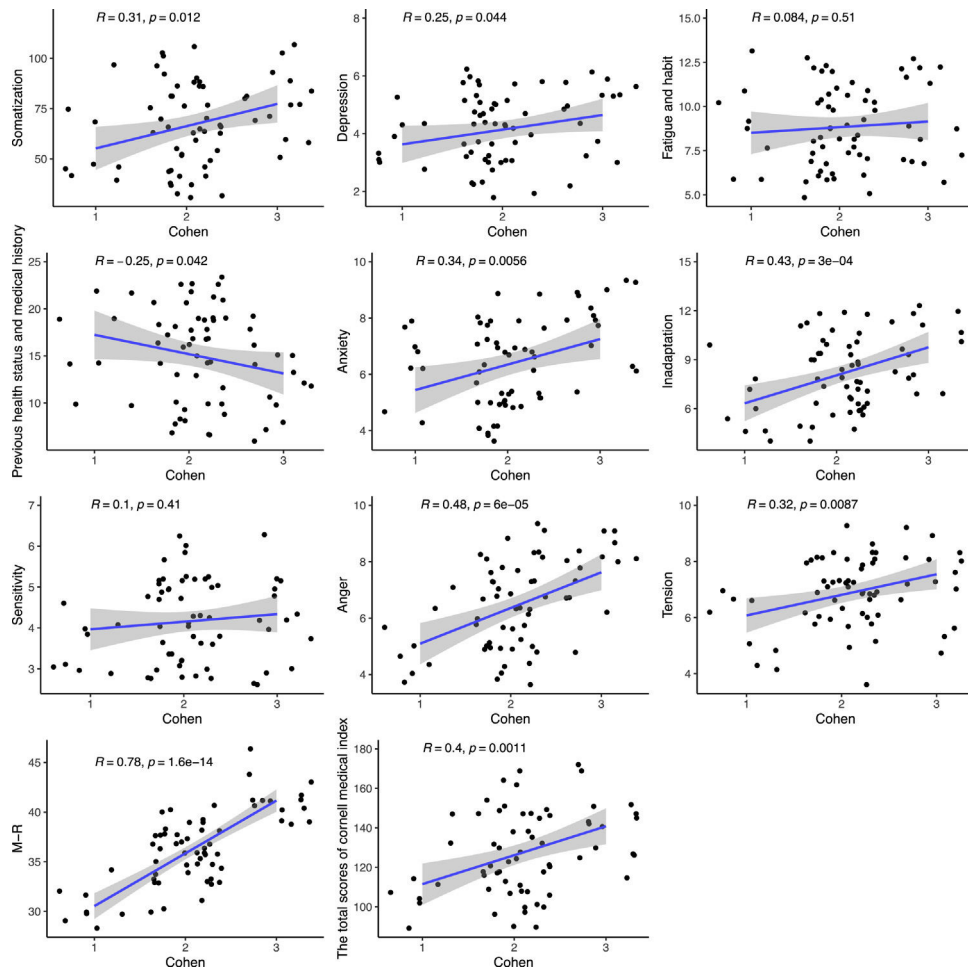 R = 0.31, p = 0.012
Somatization
100
75
50
1 2 3
Cohen
R = 0.25, p = 0.044
Depression
6
4
2
1 2 3
Cohen
R = 0.084, p = 0.51
Fatigue and habit
15.0
12.5
10.0
7.5
5.0
1 2 3
Cohen
R = −0.25, p = 0.042
Previous health status and medical history
25
20
15
10
1 2 3
Cohen
R = 0.34, p = 0.0056
Anxiety
10
8
6
4
1 2 3
Cohen
R = 0.43, p = 3e−04
Inadaptation
15
12
9
6
1 2 3
Cohen
R = 0.1, p = 0.41
Sensitivity
7
6
5
4
3
1 2 3
Cohen
R = 0.48, p = 6e−05
Anger
10
8
6
4
1 2 3
Cohen
R = 0.32, p = 0.0087
Tension
10
8
6
4
1 2 3
Cohen
R = 0.78, p = 1.6e−14
M−R
45
40
35
30
1 2 3
Cohen
R = 0.4, p = 0.0011
The total scores of cornell medical index
180
160
140
120
100
1 2 3
Cohen